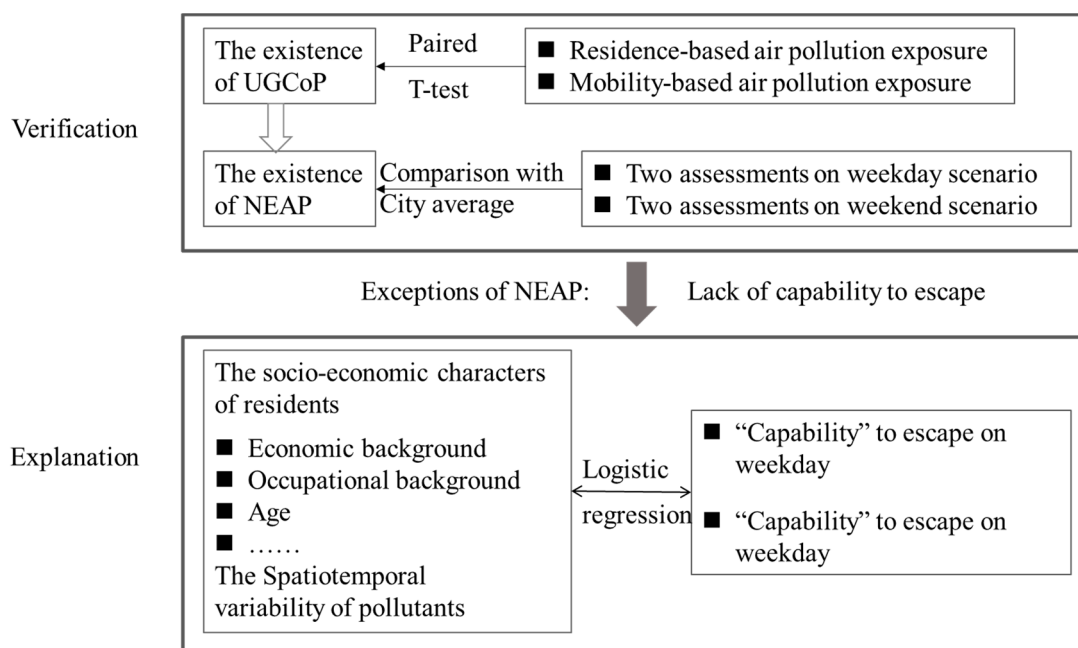 Verification
The existence
of UGCoP
Paired
T-test
■ Residence-based air pollution exposure
■ Mobility-based air pollution exposure
The existence
of NEAP
Comparison with
City average
■ Two assessments on weekday scenario
■ Two assessments on weekend scenario
Exceptions of NEAP: Lack of capability to escape
Explanation
The socio-economic characters
of residents
■ Economic background
■ Occupational background
■ Age
■ ……
The Spatiotemporal
variability of pollutants
Logistic
regression
■ “Capability” to escape on
weekday
■ “Capability” to escape on
weekday